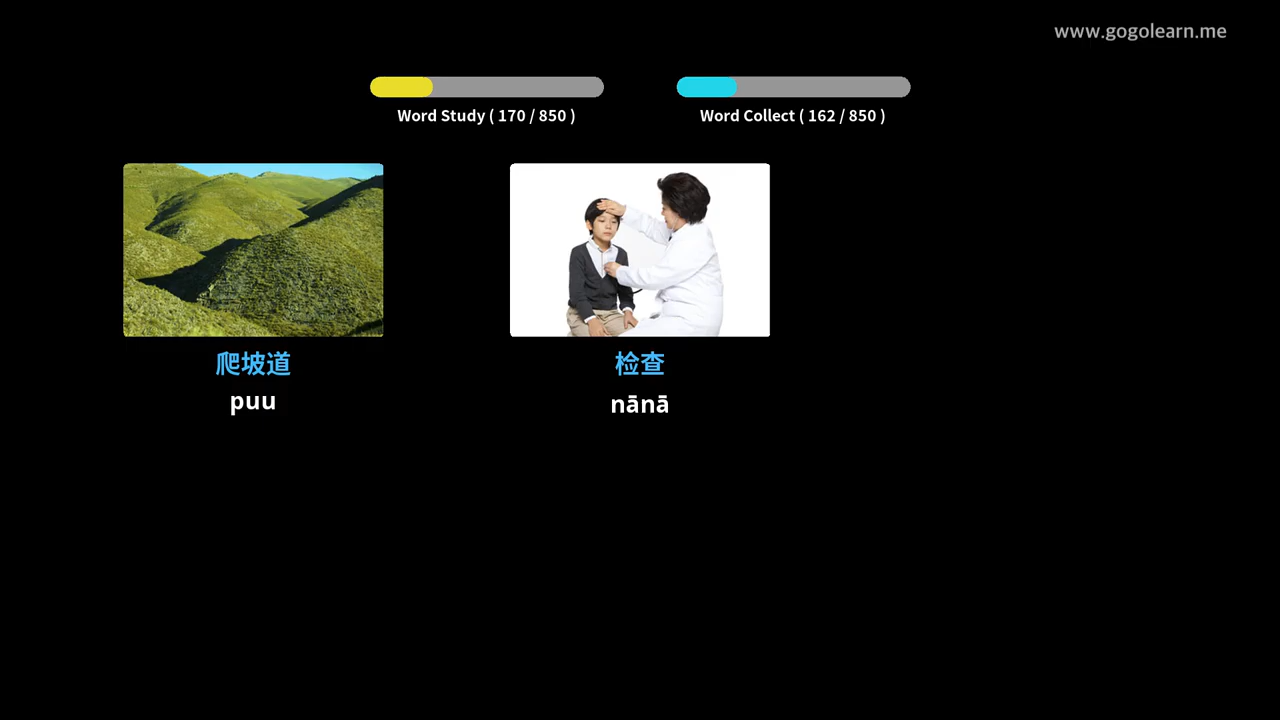 www.gogolearn.me
Word Study ( 170 / 850 )
Word Collect ( 162 / 850 )
爬坡道
puu
检查
nānā